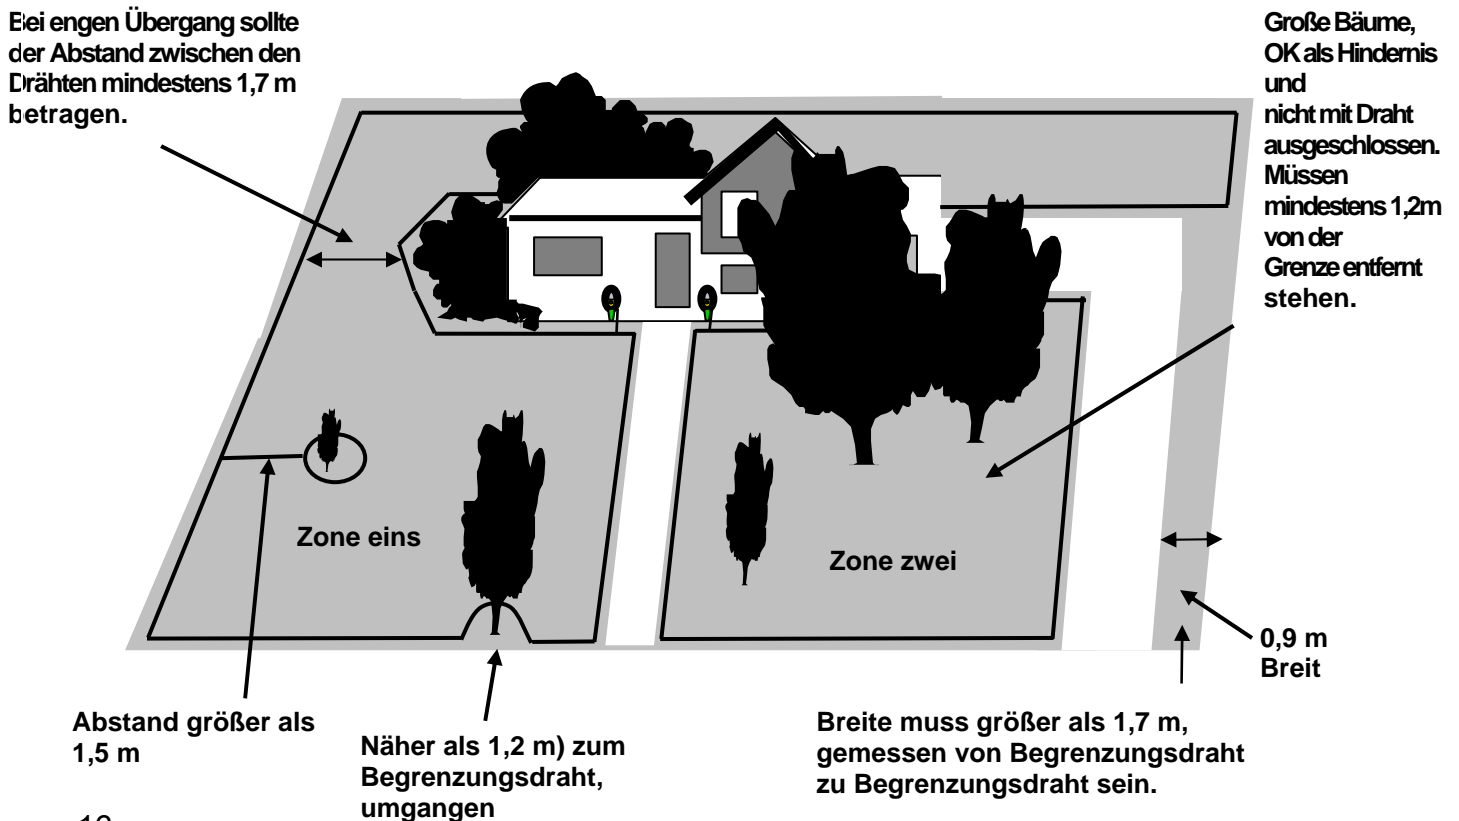 Bei engen Übergang sollte
der Abstand zwischen den
Drähten mindestens 1,7 m
betragen.
Große Bäume,
OK als Hindernis
und
nicht mit Draht
ausgeschlossen.
Müssen
mindestens 1,2m
von der
Grenze entfernt
stehen.
Zone eins
Zone zwei
0,9 m
Breit
Abstand größer als
1,5 m
Näher als 1,2 m) zum
Begrenzungsdraht,
umgangen
Breite muss größer als 1,7 m,
gemessen von Begrenzungsdraht
zu Begrenzungsdraht sein.